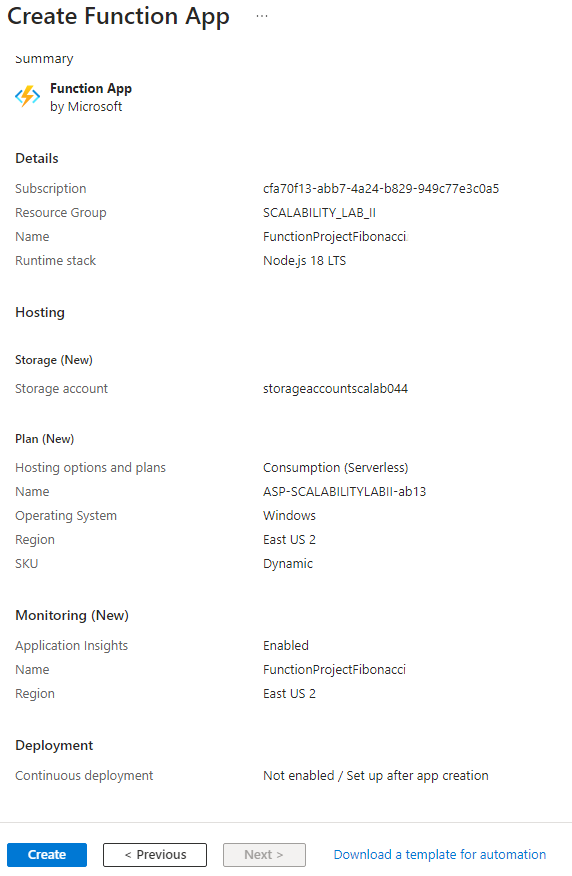 Create Function App ...
Summary
Function App
by Microsoft
Details
Subscription cfa70f13-abb7-4a24-b829-949c77e3c0a5
Resource Group SCALABILITY_LAB_II
Name FunctionProjectFibonacci
Runtime stack Node.js 18 LTS
Hosting
Storage (New)
Storage account storageaccountscalab044
Plan (New)
Hosting options and plans Consumption (Serverless)
Name ASP-SCALABILITYLABII-ab13
Operating System Windows
Region East US 2
SKU Dynamic
Monitoring (New)
Application Insights Enabled
Name FunctionProjectFibonacci
Region East US 2
Deployment
Continuous deployment Not enabled / Set up after app creation
Create < Previous Next > Download a template for automation